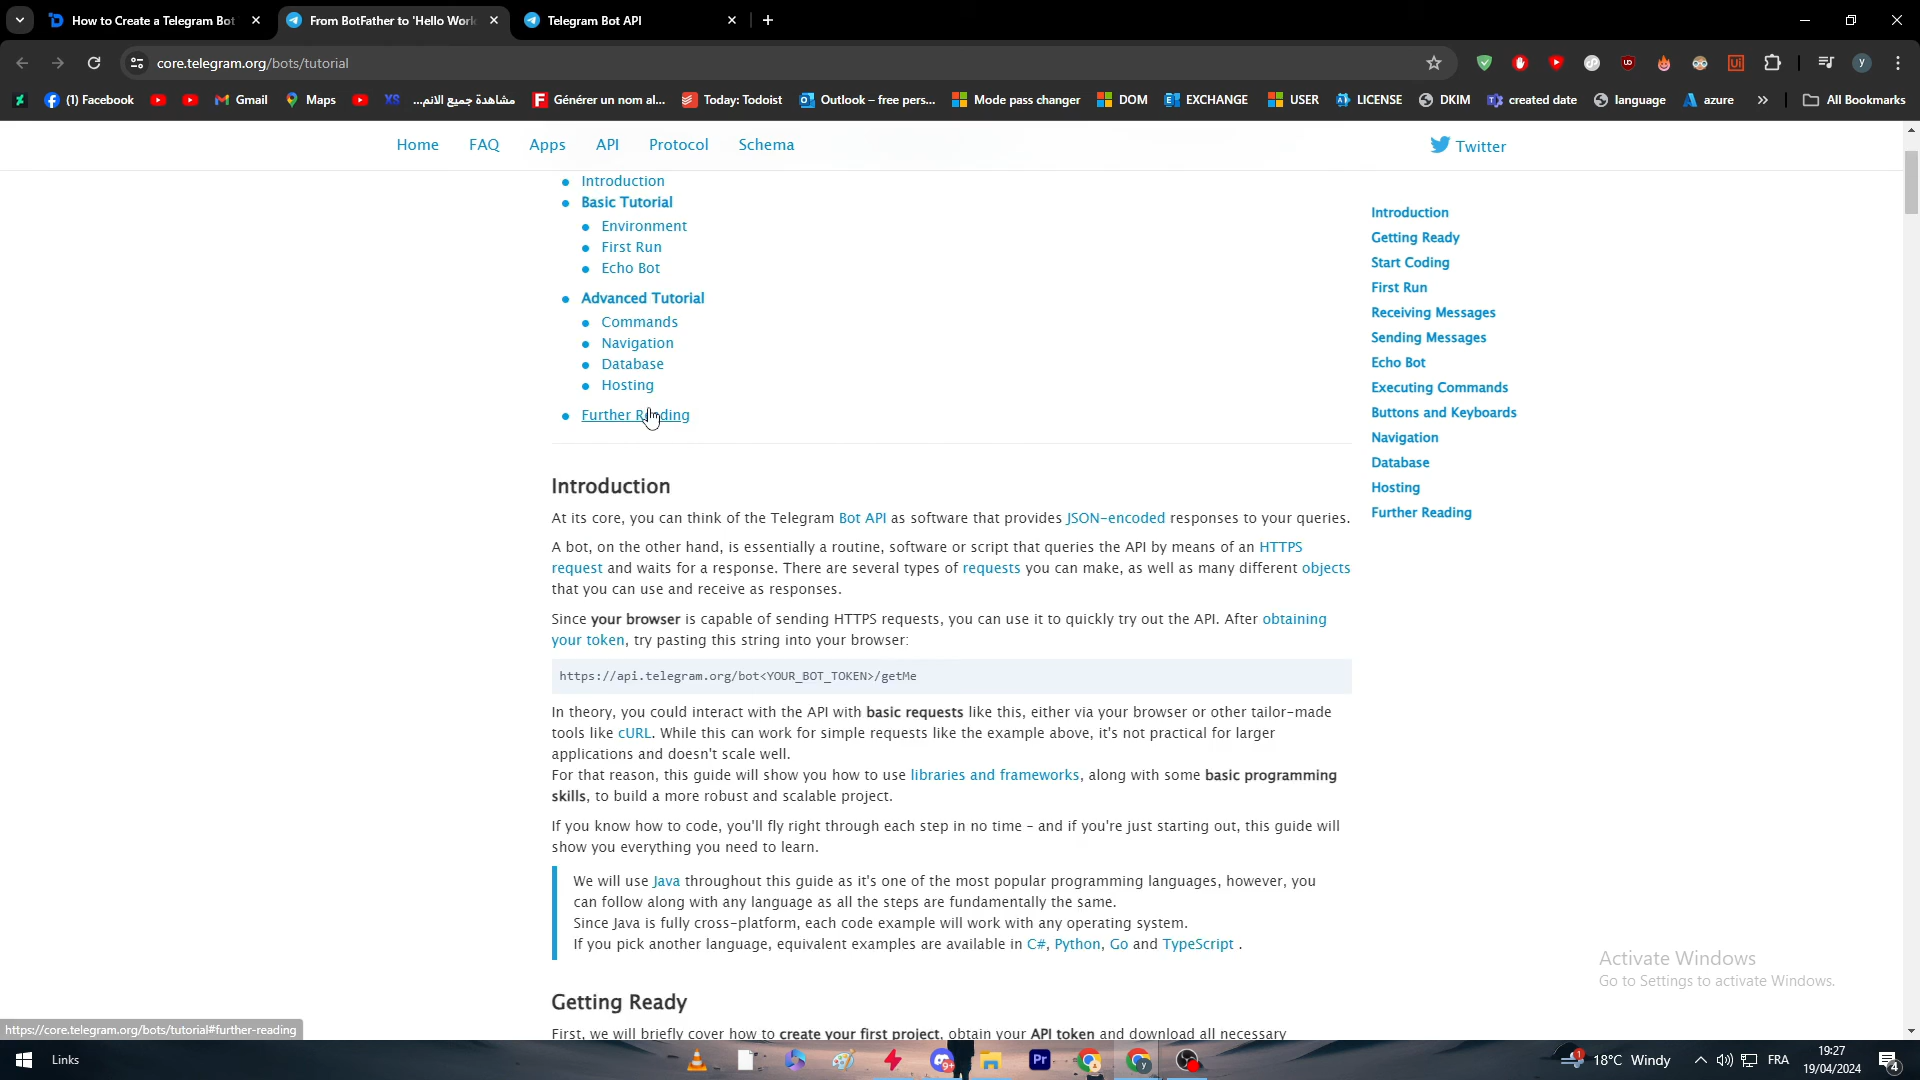 How to Create a Telegram Bot
From BotFather to 'Hello Worl
Telegram Bot API
core.telegram.org/bots/tutorial
(1) Facebook
Gmail
Maps
XS
مشاهدة جميع الانم...
Générer un nom al...
Today: Todoist
Outlook – free pers...
Mode pass changer
DOM
EXCHANGE
USER
LICENSE
DKIM
created date
language
azure
»
All Bookmarks
Home
FAQ
Apps
API
Protocol
Schema
Twitter
Introduction
Basic Tutorial
Environment
First Run
Echo Bot
Advanced Tutorial
Commands
Navigation
Database
Hosting
Further Reading
Introduction
Getting Ready
Start Coding
First Run
Receiving Messages
Sending Messages
Echo Bot
Executing Commands
Buttons and Keyboards
Navigation
Database
Hosting
Further Reading
Introduction
At its core, you can think of the Telegram Bot API as software that provides JSON-encoded responses to your queries.
A bot, on the other hand, is essentially a routine, software or script that queries the API by means of an HTTPS
request and waits for a response. There are several types of requests you can make, as well as many different objects
that you can use and receive as responses.
Since your browser is capable of sending HTTPS requests, you can use it to quickly try out the API. After obtaining
your token, try pasting this string into your browser:
https://api.telegram.org/bot<YOUR_BOT_TOKEN>/getMe
In theory, you could interact with the API with basic requests like this, either via your browser or other tailor-made
tools like cURL. While this can work for simple requests like the example above, it's not practical for larger
applications and doesn't scale well.
For that reason, this guide will show you how to use libraries and frameworks, along with some basic programming
skills, to build a more robust and scalable project.
If you know how to code, you'll fly right through each step in no time – and if you're just starting out, this guide will
show you everything you need to learn.
We will use Java throughout this guide as it's one of the most popular programming languages, however, you
can follow along with any language as all the steps are fundamentally the same.
Since Java is fully cross-platform, each code example will work with any operating system.
If you pick another language, equivalent examples are available in C#, Python, Go and TypeScript .
Getting Ready
First, we will briefly cover how to create your first project, obtain your API token and download all necessary
Activate Windows
Go to Settings to activate Windows.
https://core.telegram.org/bots/tutorial#further-reading
Links
9+
Pr
1
18°C Windy
FRA
19:27
19/04/2024
4